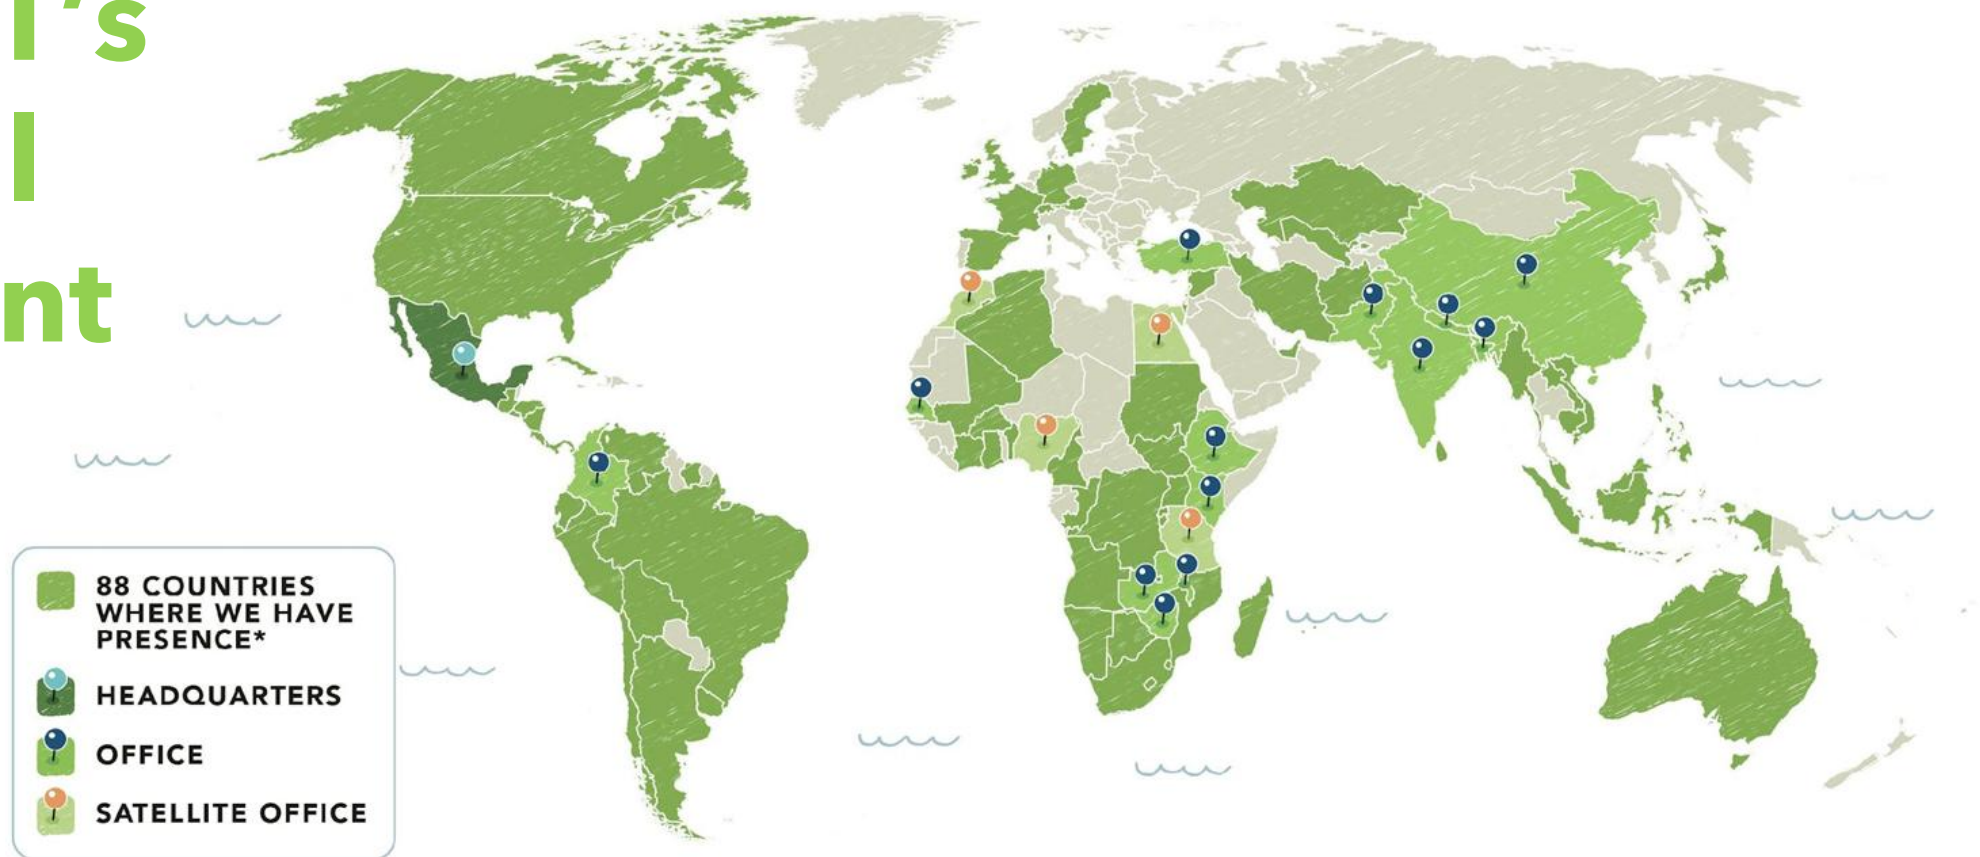 I's
l
nt
88 COUNTRIES
WHERE WE HAVE
PRESENCE*
HEADQUARTERS
OFFICE
SATELLITE OFFICE